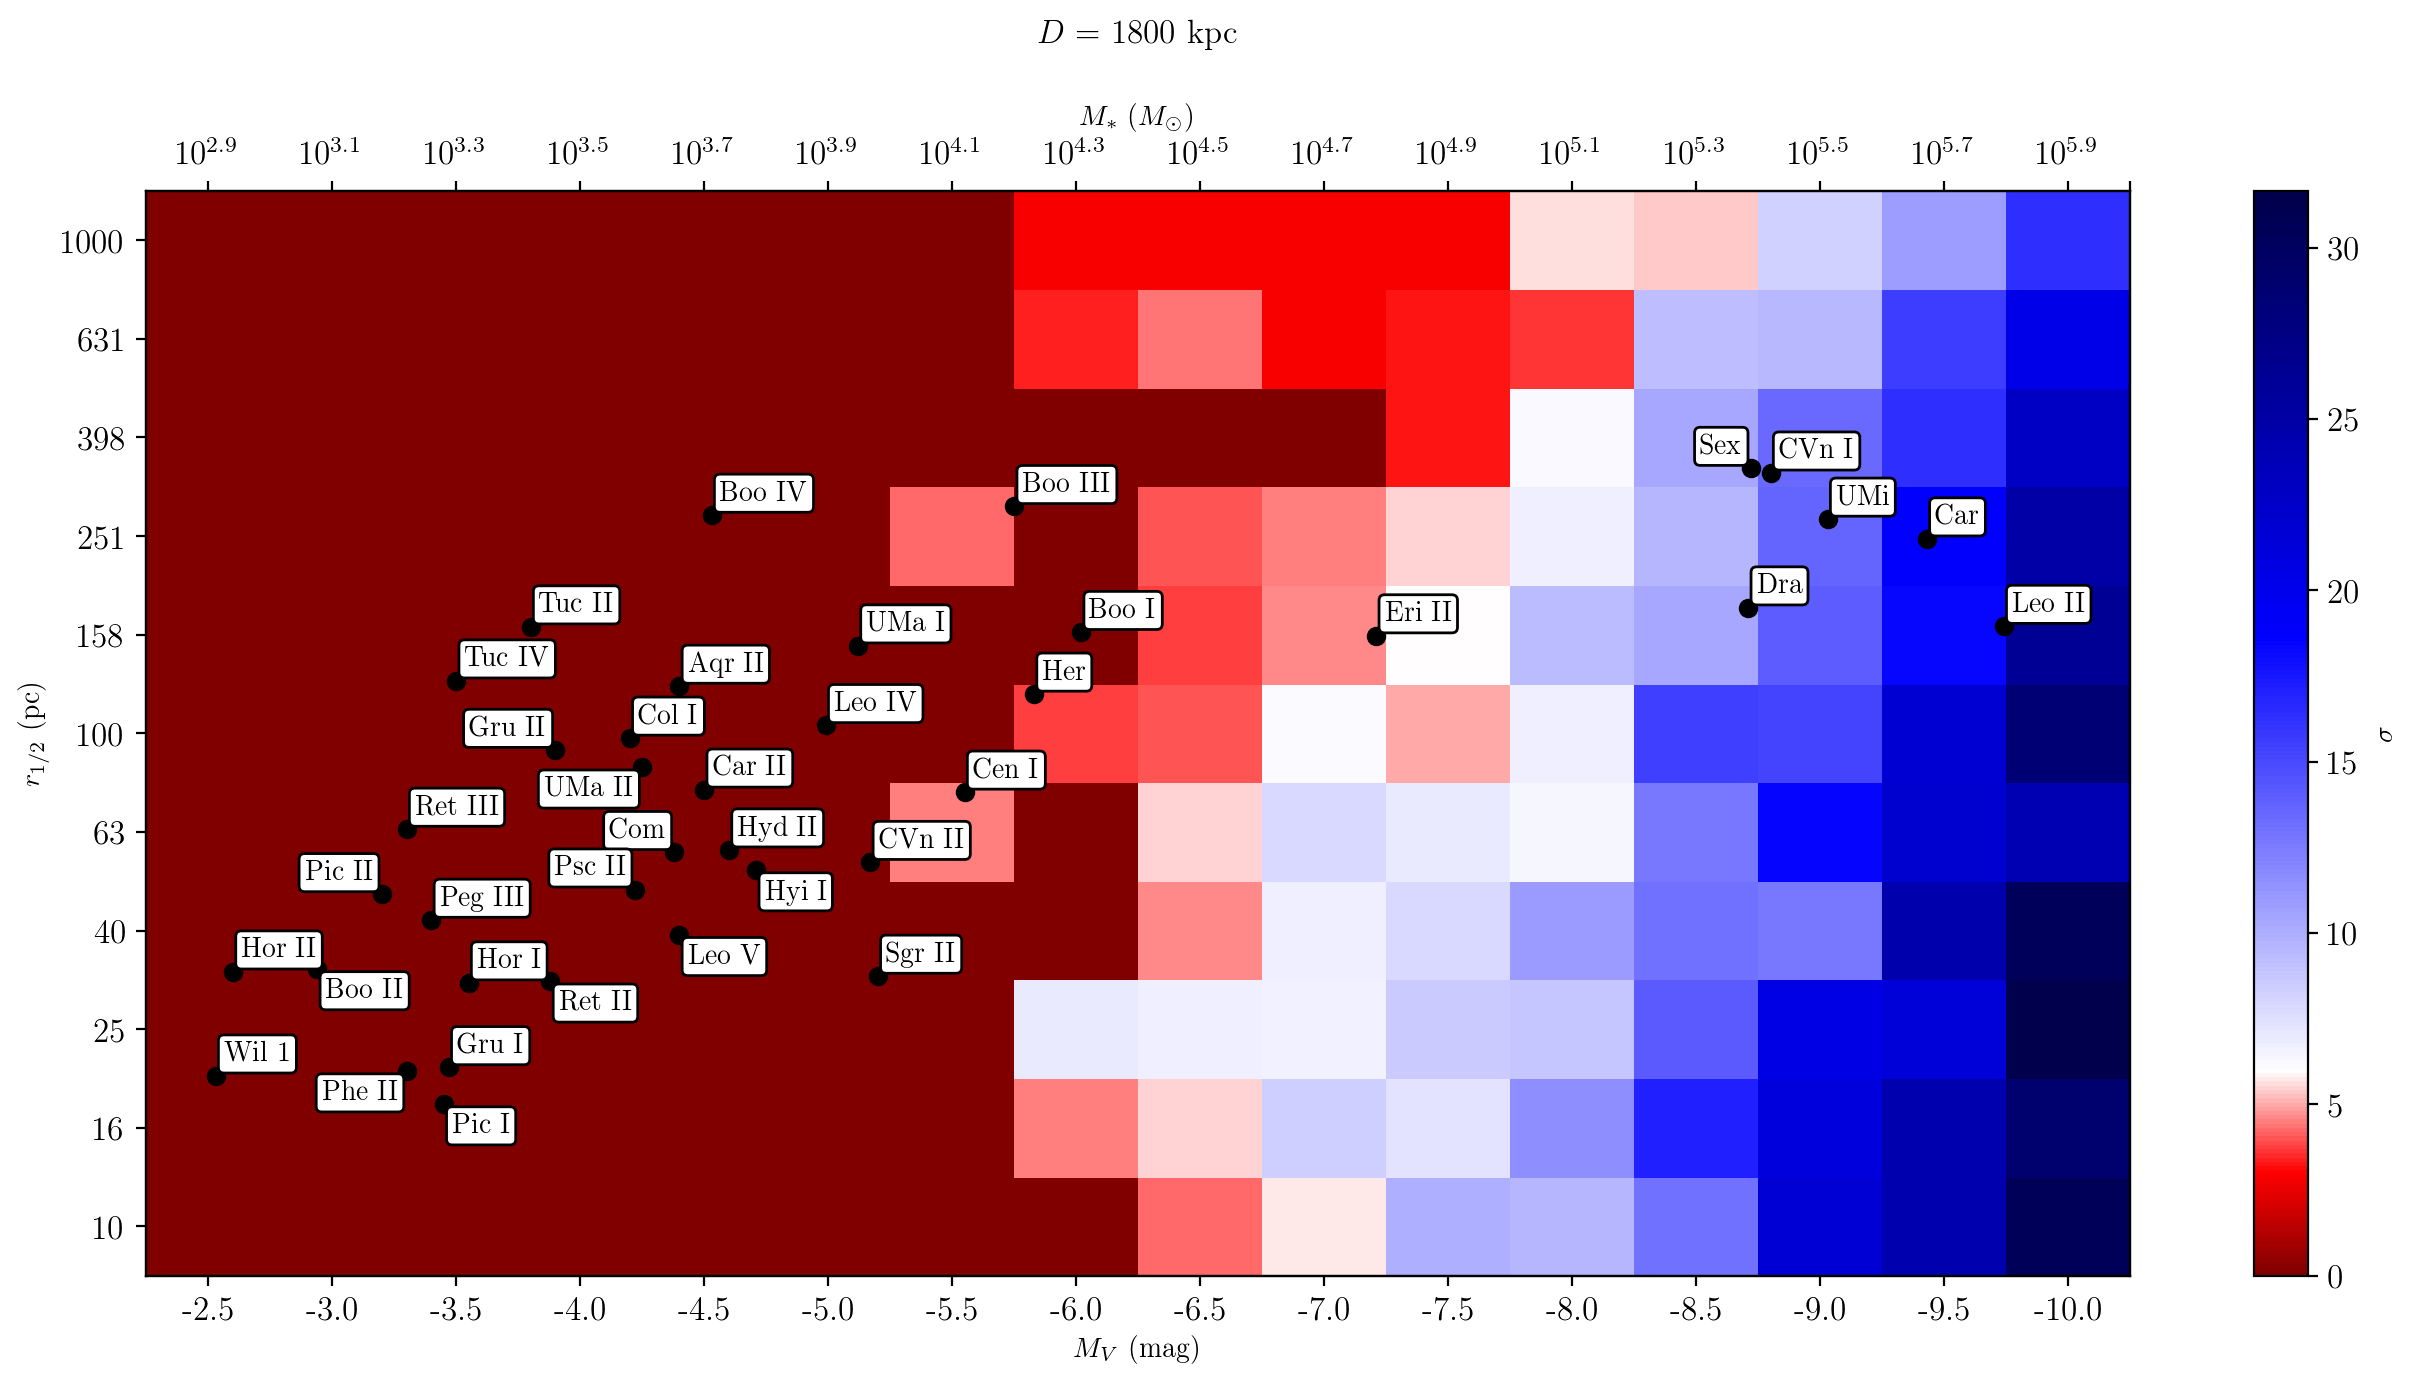 D = 1800 kpc
M_* (M_⊙)
10^2.9 10^3.1 10^3.3 10^3.5 10^3.7 10^3.9 10^4.1 10^4.3 10^4.5 10^4.7 10^4.9 10^5.1 10^5.3 10^5.5 10^5.7 10^5.9
1000
631
398
251
158
100
63
40
25
16
10
r_1/2 (pc)
Sex
CVn I
Boo IV
Boo III
UMi
Car
Tuc II
Boo I
Eri II
Dra
Leo II
UMa I
Tuc IV
Aqr II
Her
Gru II
Col I
Leo IV
UMa II
Car II
Cen I
Ret III
Com
Hyd II
CVn II
Pic II
Psc II
Hyi I
Peg III
Hor II
Hor I
Leo V
Sgr II
Boo II
Ret II
Wil 1
Gru I
Phe II
Pic I
-2.5 -3.0 -3.5 -4.0 -4.5 -5.0 -5.5 -6.0 -6.5 -7.0 -7.5 -8.0 -8.5 -9.0 -9.5 -10.0
M_V (mag)
30
25
20
15
10
5
0
σ